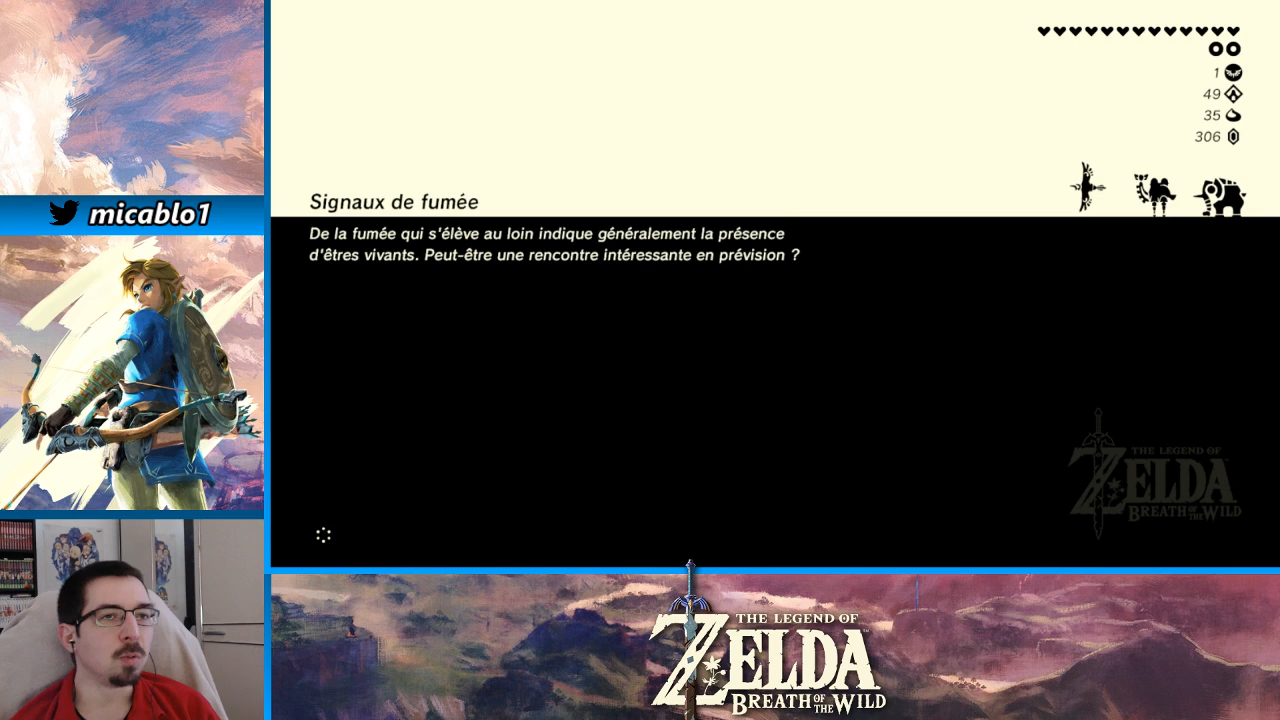 micablo1
1
49
35
306
Signaux de fumée
De la fumée qui s'élève au loin indique généralement la présence
d'êtres vivants. Peut-être une rencontre intéressante en prévision ?
THE LEGEND OF
ZELDA
BREATH OF THE WILD
THE LEGEND OF
ZELDA
BREATH OF THE WILD